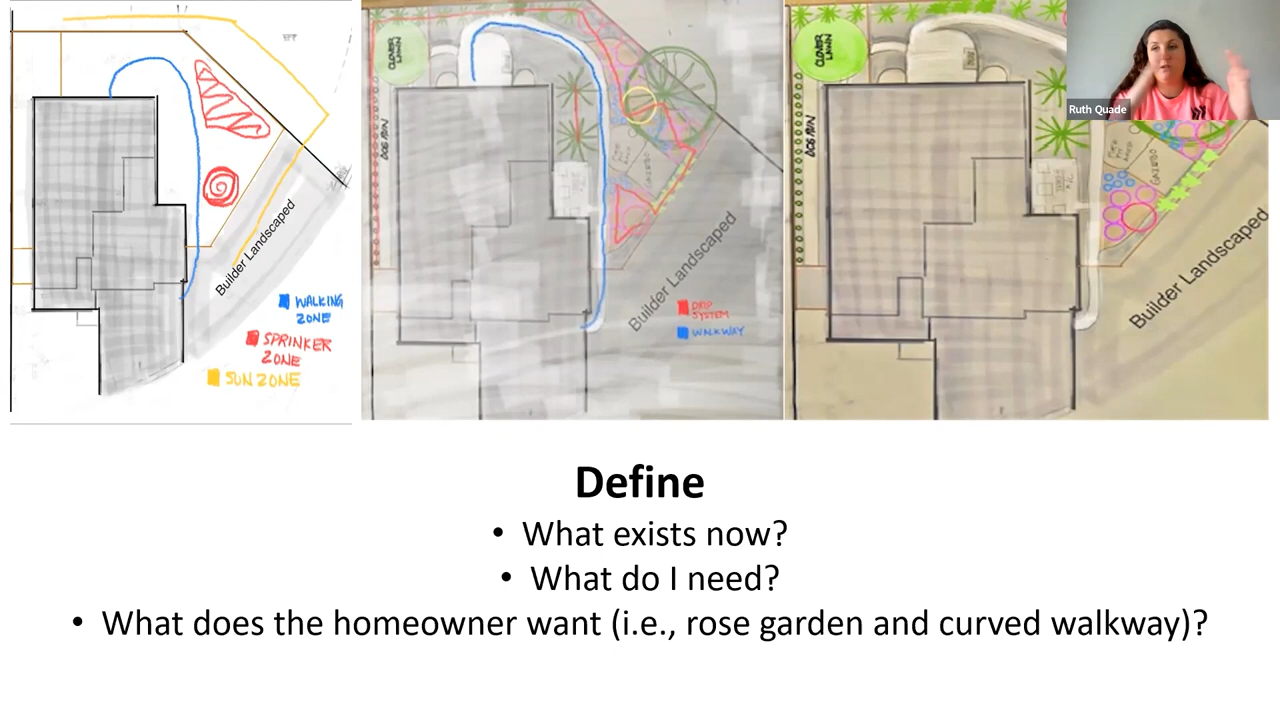 WALKING
ZONE
SPRINKER
ZONE
SUN ZONE
Builder Landscaped
CLOVER
LAWN
DOG RUN
GAZEBO
DRIP
SYSTEM
WALKWAY
Builder Landscaped
CLOVER
LAWN
DOG RUN
GAZEBO
Builder Landscaped
Ruth Quade
Define
• What exists now?
• What do I need?
• What does the homeowner want (i.e., rose garden and curved walkway)?